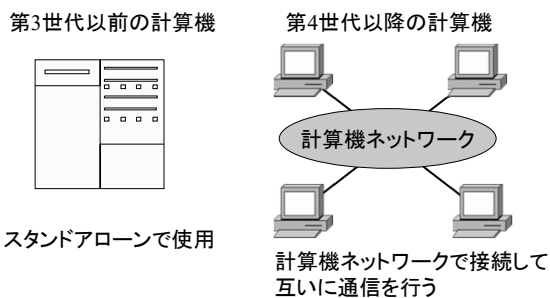 第3世代以前の計算機
スタンドアローンで使用
第4世代以降の計算機
計算機ネットワーク
計算機ネットワークで接続して
互いに通信を行う